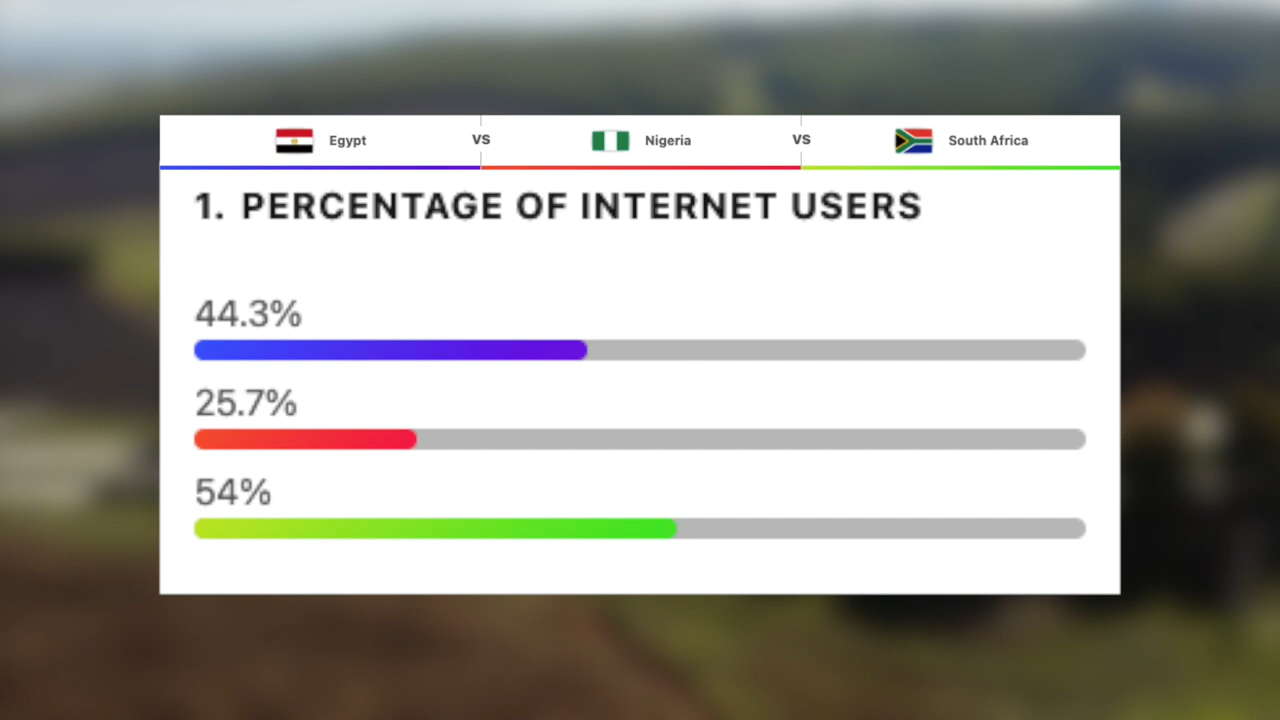 Egypt VS Nigeria VS South Africa
1. PERCENTAGE OF INTERNET USERS
44.3%
25.7%
54%